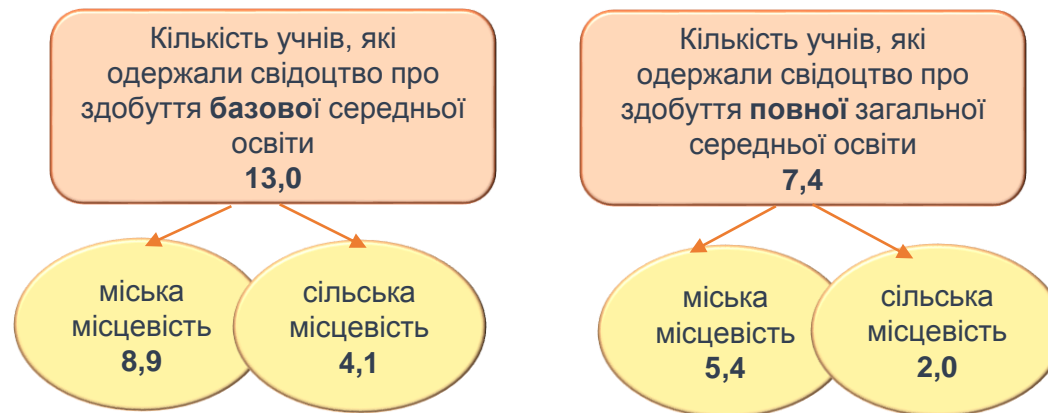 Кількість учнів, які
одержали свідоцтво про
здобуття базової середньої
освіти
13,0
міська
місцевість
8,9
сільська
місцевість
4,1
Кількість учнів, які
одержали свідоцтво про
здобуття повної загальної
середньої освіти
7,4
міська
місцевість
5,4
сільська
місцевість
2,0